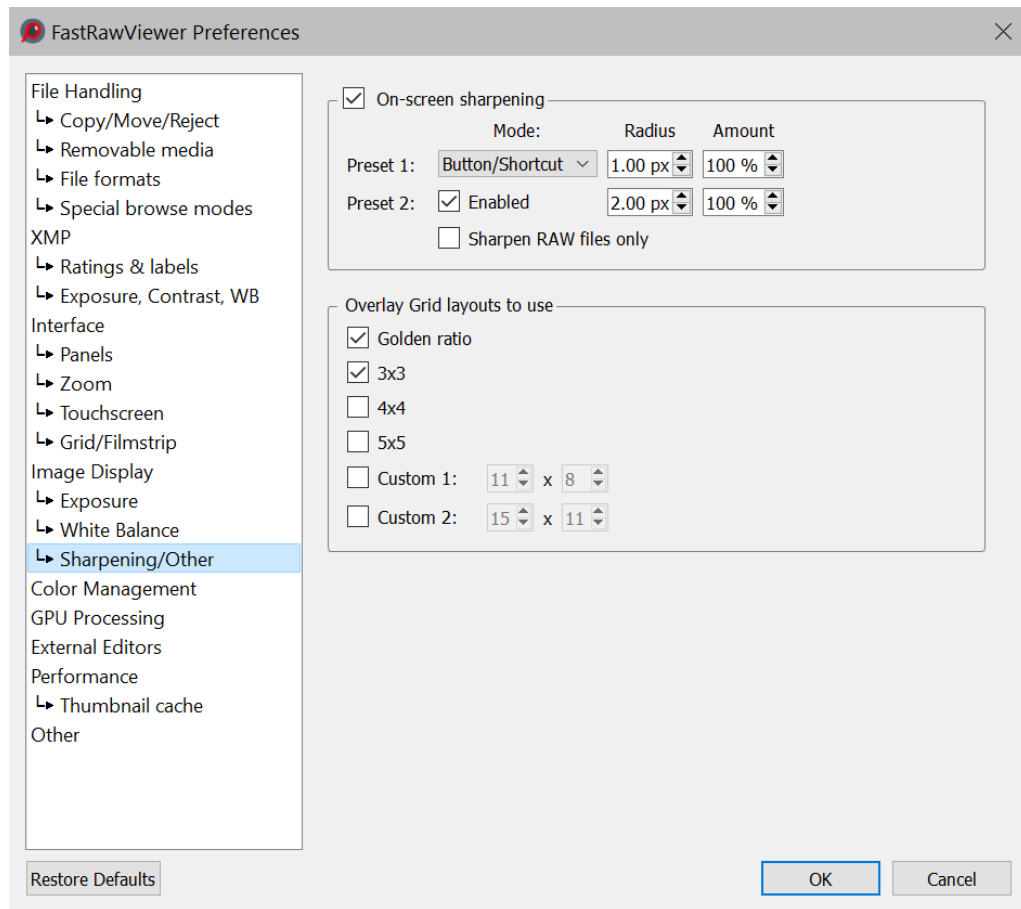 FastRawViewer Preferences
File Handling
Copy/Move/Reject
Removable media
File formats
Special browse modes
XMP
Ratings & labels
Exposure, Contrast, WB
Interface
Panels
Zoom
Touchscreen
Grid/Filmstrip
Image Display
Exposure
White Balance
Sharpening/Other
Color Management
GPU Processing
External Editors
Performance
Thumbnail cache
Other
On-screen sharpening
Mode: Radius Amount
Preset 1: Button/Shortcut 1.00 px 100 %
Preset 2: Enabled 2.00 px 100 %
Sharpen RAW files only
Overlay Grid layouts to use
Golden ratio
3x3
4x4
5x5
Custom 1: 11 x 8
Custom 2: 15 x 11
Restore Defaults
OK
Cancel